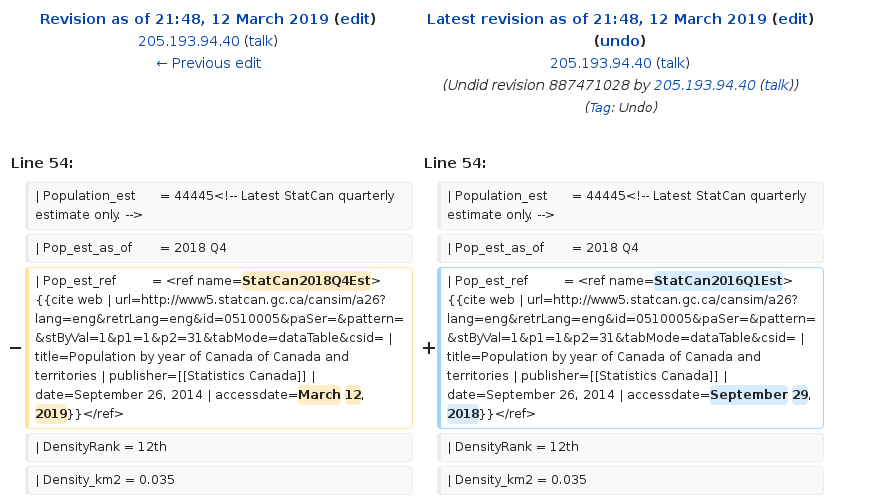 Revision as of 21:48, 12 March 2019 (edit)
205.193.94.40 (talk)
← Previous edit
Latest revision as of 21:48, 12 March 2019 (edit)
(undo)
205.193.94.40 (talk)
(Undid revision 887471028 by 205.193.94.40 (talk))
(Tag: Undo)
Line 54:
Line 54:
| Population_est = 44445<!-- Latest StatCan quarterly
estimate only. -->
| Population_est = 44445<!-- Latest StatCan quarterly
estimate only. -->
| Pop_est_as_of = 2018 Q4
| Pop_est_as_of = 2018 Q4
−
| Pop_est_ref = <ref name=StatCan2018Q4Est>
{{cite web | url=http://www5.statcan.gc.ca/cansim/a26?
lang=eng&retrLang=eng&id=0510005&paSer=&pattern=
&stByVal=1&p1=1&p2=31&tabMode=dataTable&csid= |
title=Population by year of Canada of Canada and
territories | publisher=[[Statistics Canada]] |
date=September 26, 2014 | accessdate=March 12,
2019}}</ref>
+
| Pop_est_ref = <ref name=StatCan2016Q1Est>
{{cite web | url=http://www5.statcan.gc.ca/cansim/a26?
lang=eng&retrLang=eng&id=0510005&paSer=&pattern=
&stByVal=1&p1=1&p2=31&tabMode=dataTable&csid= |
title=Population by year of Canada of Canada and
territories | publisher=[[Statistics Canada]] |
date=September 26, 2014 | accessdate=September 29,
2018}}</ref>
| DensityRank = 12th
| DensityRank = 12th
| Density_km2 = 0.035
| Density_km2 = 0.035